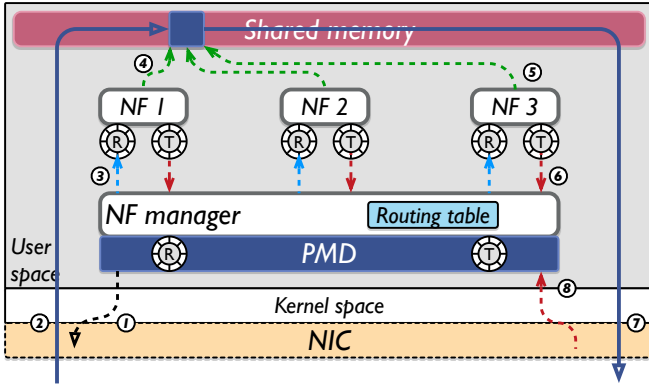 Shared memory
4
5
NF 1
NF 2
NF 3
R
T
R
T
R
T
3
6
NF manager
Routing table
User
space
R
PMD
T
8
Kernel space
2
1
7
NIC